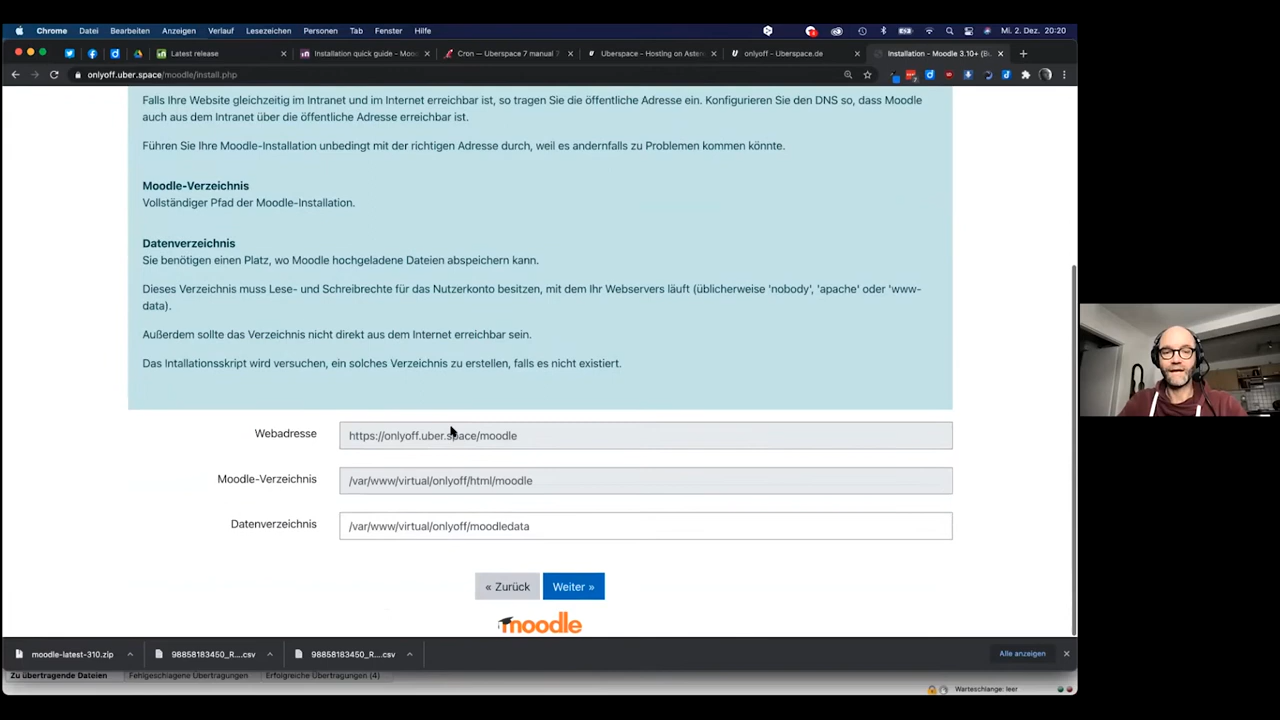 Chrome Datei Bearbeiten Anzeigen Verlauf Lesezeichen Personen Tab Fenster Hilfe Mi. 2. Dez. 20:20
Latest release Installation quick guide - Moo Cron — Uberspace 7 manual 7 Uberspace - Hosting on Aster onlyoff - Uberspace.de Installation - Moodle 3.10+ (Bu
onlyoff.uber.space/moodle/install.php
Falls Ihre Website gleichzeitig im Intranet und im Internet erreichbar ist, so tragen Sie die öffentliche Adresse ein. Konfigurieren Sie den DNS so, dass Moodle
auch aus dem Intranet über die öffentliche Adresse erreichbar ist.
Führen Sie Ihre Moodle-Installation unbedingt mit der richtigen Adresse durch, weil es andernfalls zu Problemen kommen könnte.
Moodle-Verzeichnis
Vollständiger Pfad der Moodle-Installation.
Datenverzeichnis
Sie benötigen einen Platz, wo Moodle hochgeladene Dateien abspeichern kann.
Dieses Verzeichnis muss Lese- und Schreibrechte für das Nutzerkonto besitzen, mit dem Ihr Webservers läuft (üblicherweise 'nobody', 'apache' oder 'www-
data').
Außerdem sollte das Verzeichnis nicht direkt aus dem Internet erreichbar sein.
Das Intallationsskript wird versuchen, ein solches Verzeichnis zu erstellen, falls es nicht existiert.
Webadresse https://onlyoff.uber.space/moodle
Moodle-Verzeichnis /var/www/virtual/onlyoff/html/moodle
Datenverzeichnis /var/www/virtual/onlyoff/moodledata
« Zurück Weiter »
moodle
moodle-latest-310.zip 98858183450_R....csv 98858183450_R....csv Alle anzeigen
Zu übertragende Dateien Fehlgeschlagene Übertragungen Erfolgreiche Übertragungen (4)
Warteschlange: leer